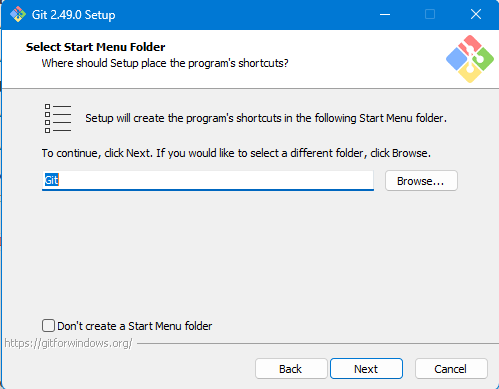 Git 2.49.0 Setup
Select Start Menu Folder
Where should Setup place the program's shortcuts?
Setup will create the program's shortcuts in the following Start Menu folder.
To continue, click Next. If you would like to select a different folder, click Browse.
Git
Browse...
Don't create a Start Menu folder
https://gitforwindows.org/
Back
Next
Cancel